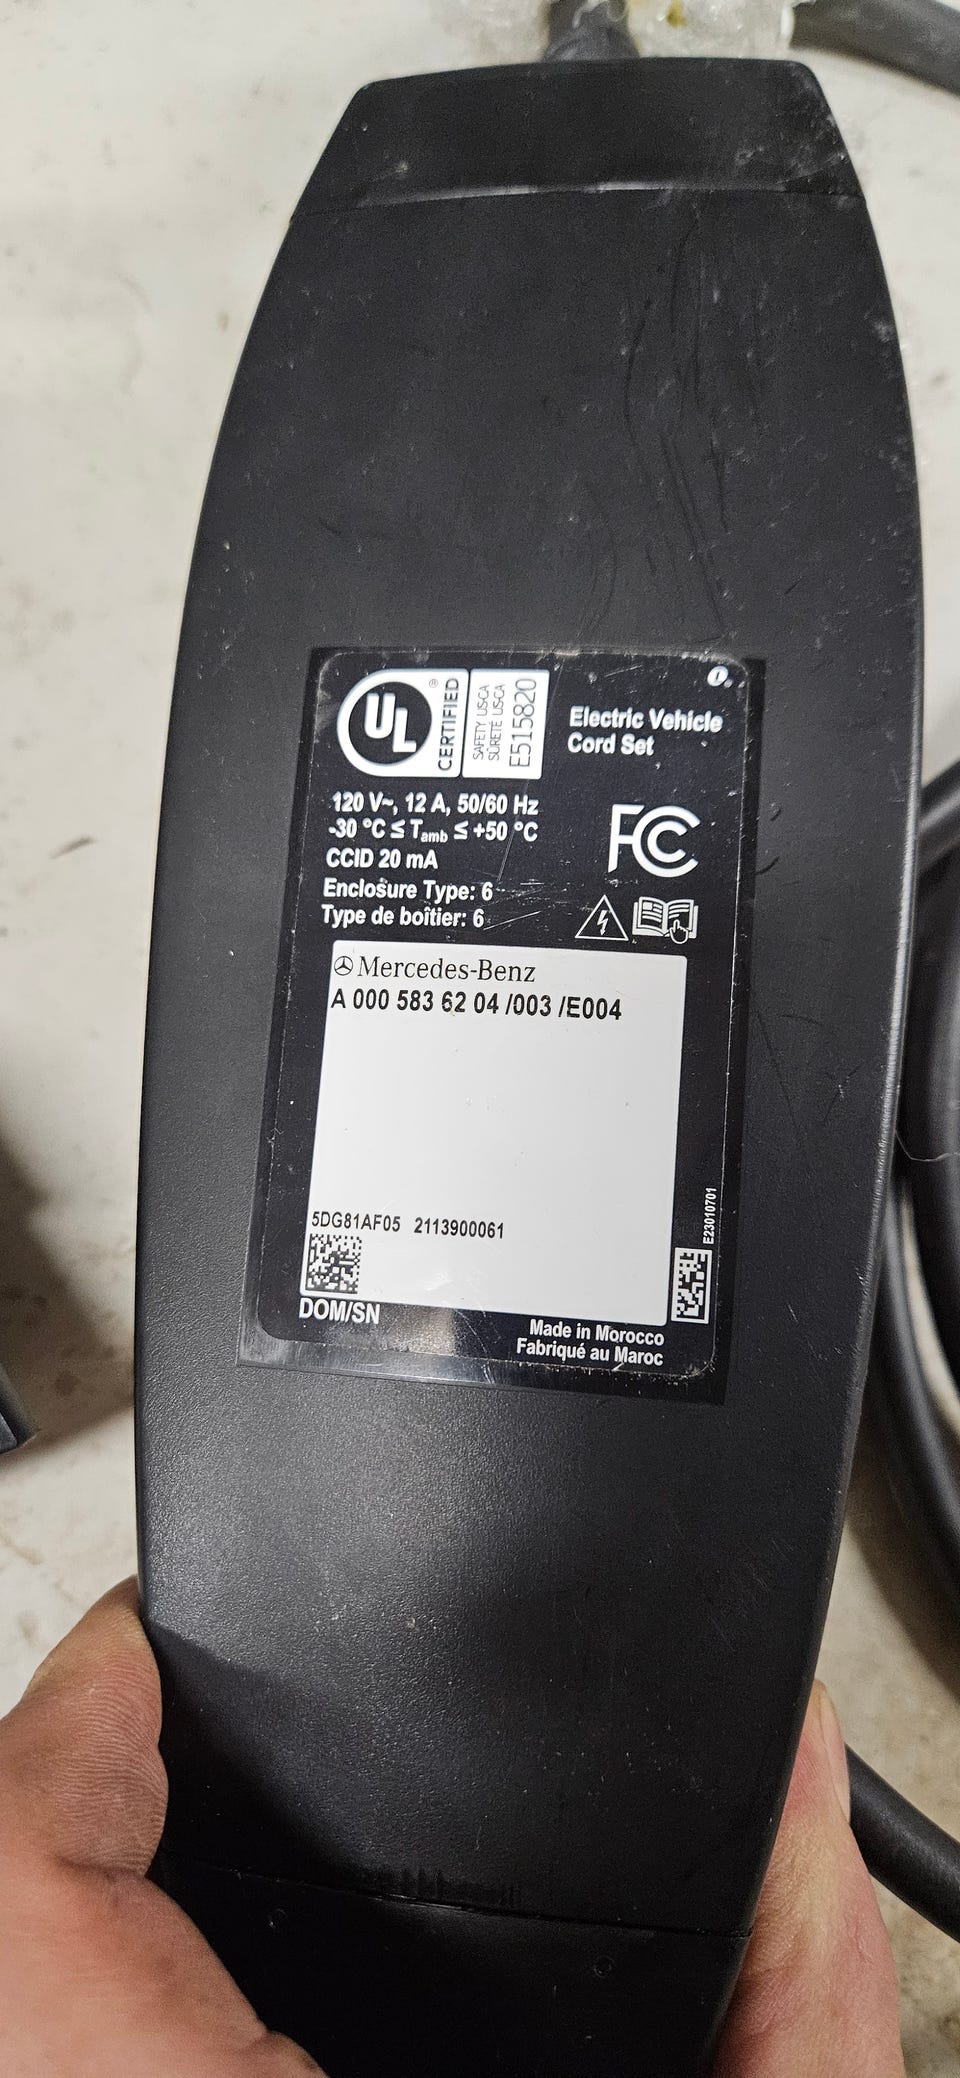 UL
®
CERTIFIED
SAFETY US-CA
SÛRETÉ US-CA
E515820
Electric Vehicle
Cord Set
120 V~, 12 A, 50/60 Hz
-30 °C ≤ Tamb ≤ +50 °C
CCID 20 mA
Enclosure Type: 6
Type de boîtier: 6
FC
Mercedes-Benz
A 000 583 62 04 /003 /E004
5DG81AF05 2113900061
E23010701
DOM/SN
Made in Morocco
Fabriqué au Maroc